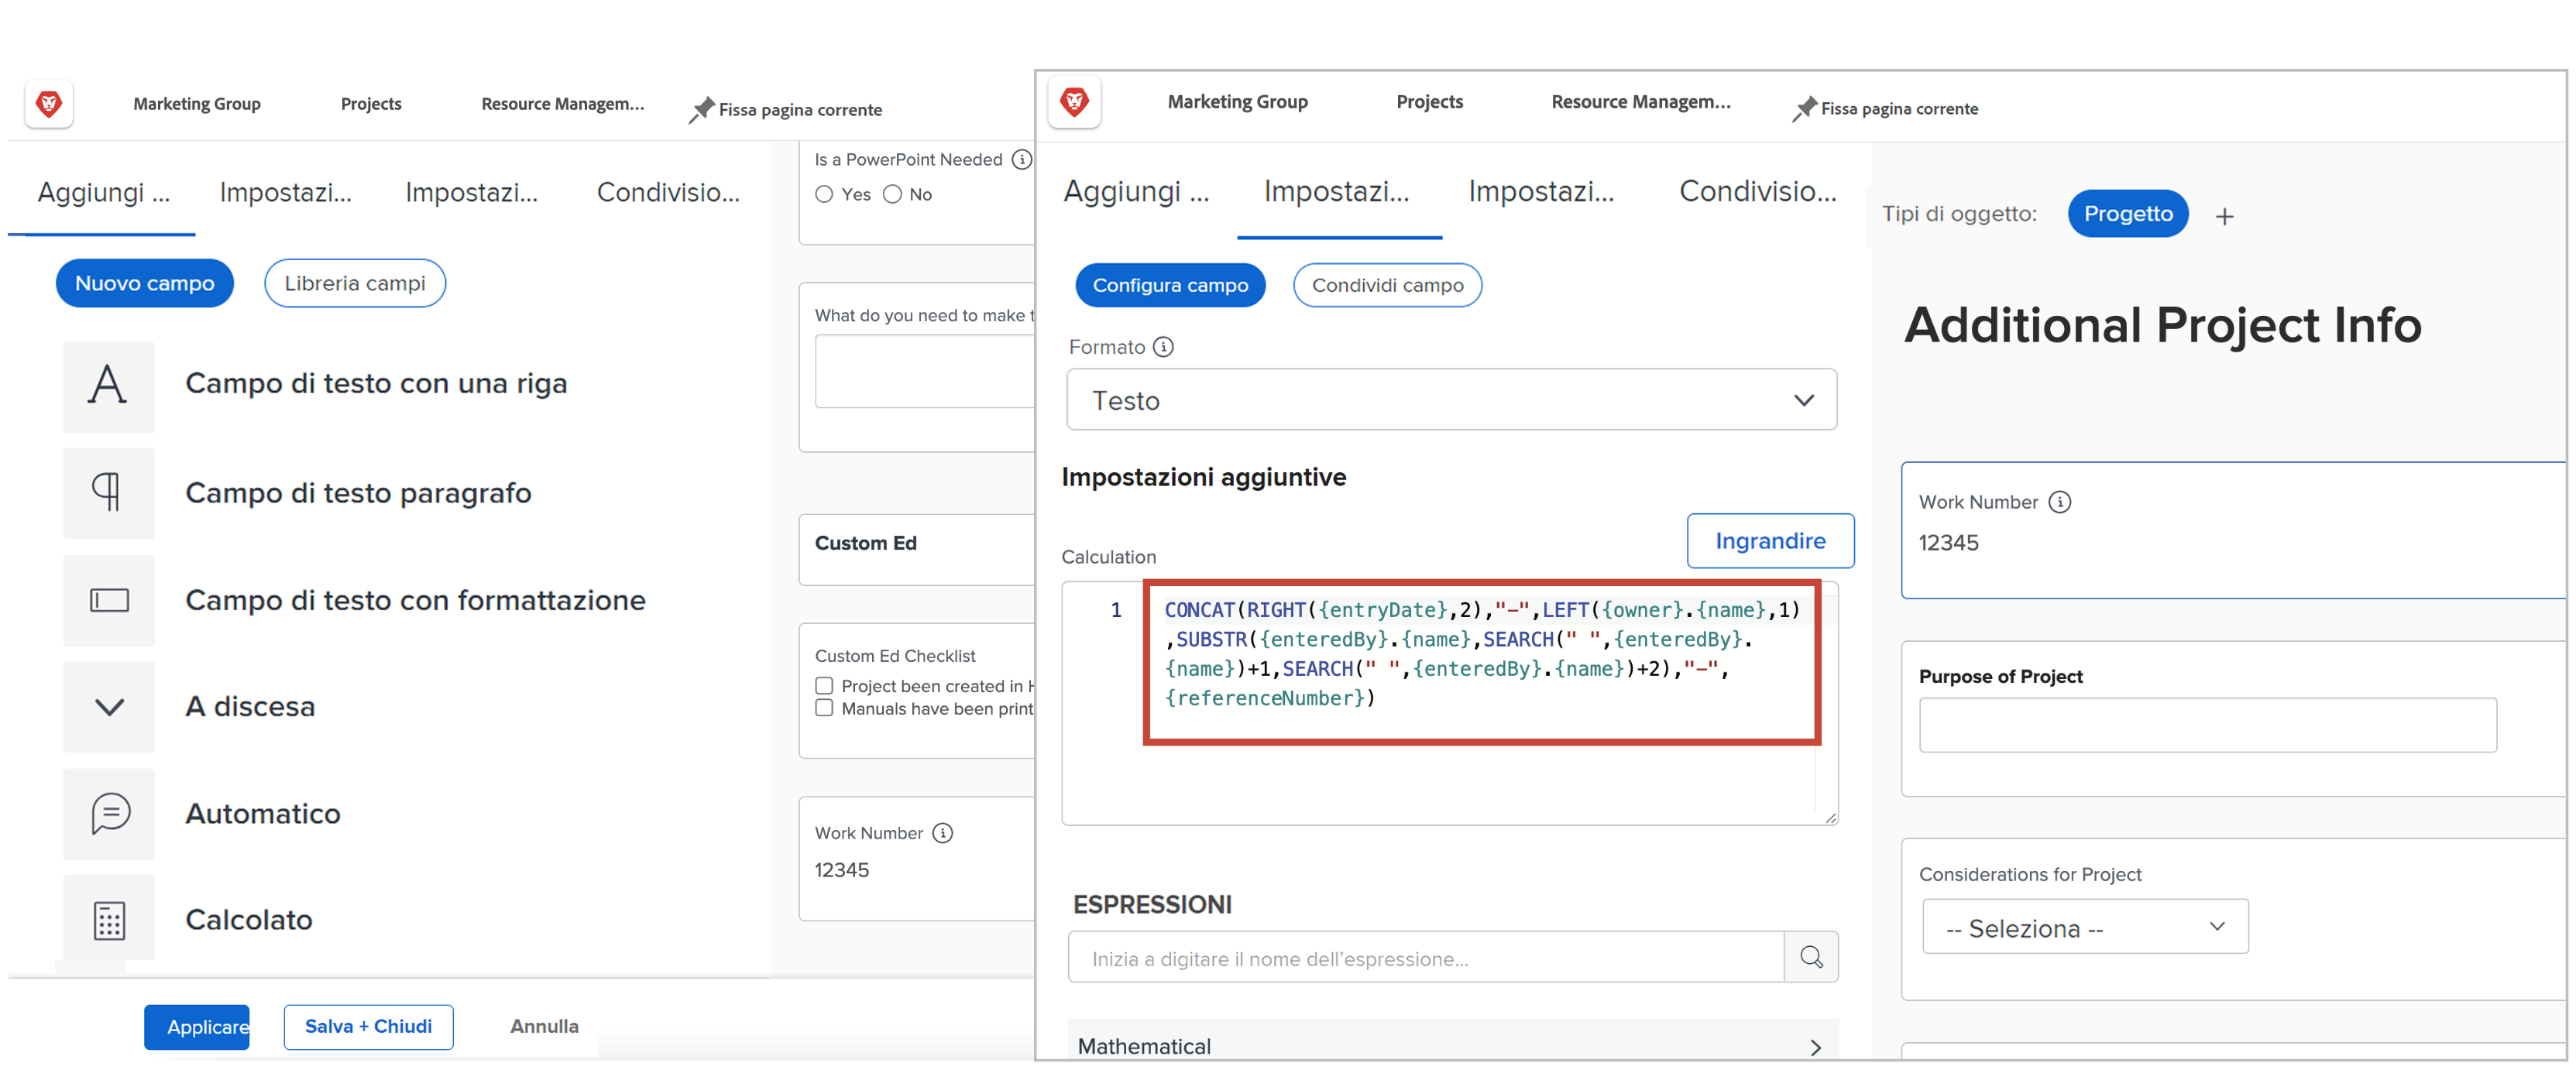 Marketing Group
Projects
Resource Managem...
Fissa pagina corrente
Aggiungi ...
Impostazi...
Impostazi...
Condivisio...
Nuovo campo
Libreria campi
Campo di testo con una riga
Campo di testo paragrafo
Campo di testo con formattazione
A discesa
Automatico
Calcolato
Applicare
Salva + Chiudi
Annulla
Is a PowerPoint Needed
Yes No
What do you need to make t
Custom Ed
Custom Ed Checklist
Project been created in H
Manuals have been print
Work Number
12345
Marketing Group
Projects
Resource Managem...
Fissa pagina corrente
Aggiungi ...
Impostazi...
Impostazi...
Condivisio...
Configura campo
Condividi campo
Formato
Testo
Impostazioni aggiuntive
Ingrandire
Calculation
1
CONCAT(RIGHT({entryDate},2),"-",LEFT({owner}.{name},1)
,SUBSTR({enteredBy}.{name},SEARCH(" ",{enteredBy}.
{name})+1,SEARCH(" ",{enteredBy}.{name})+2),"-",
{referenceNumber})
ESPRESSIONI
Inizia a digitare il nome dell'espressione...
Mathematical
Tipi di oggetto:
Progetto
+
Additional Project Info
Work Number
12345
Purpose of Project
Considerations for Project
-- Seleziona --